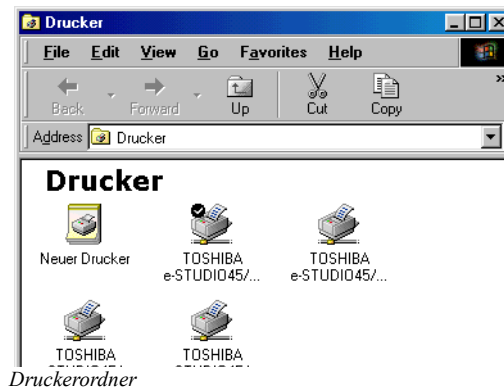 Drucker
File Edit View Go Favorites Help
Back Forward Up Cut Copy »
Address Drucker
Drucker
Neuer Drucker TOSHIBA TOSHIBA
e-STUDIO45/... e-STUDIO45/...
TOSHIBA TOSHIBA
Druckerordner